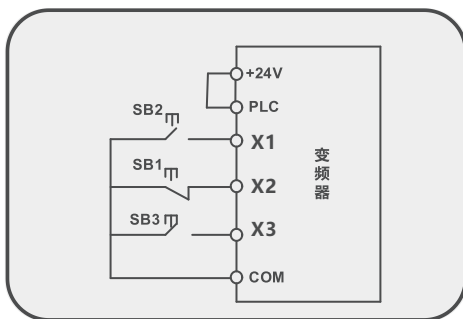 +24V
PLC
SB2
X1
SB1
X2
SB3
X3
COM
变频器